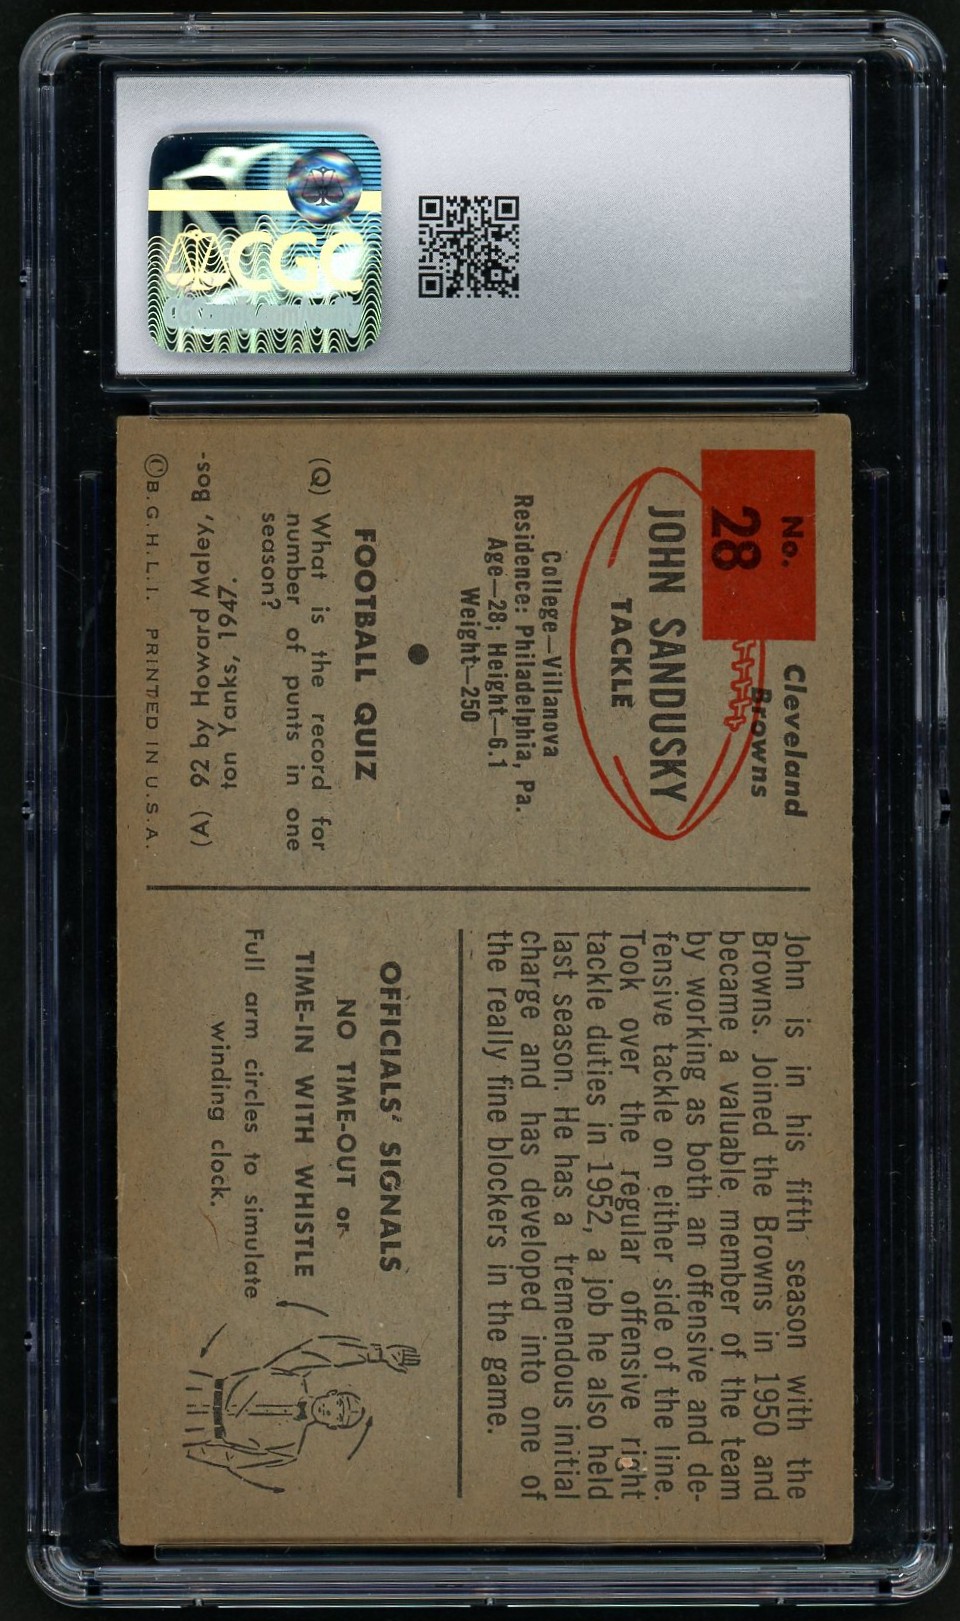 CGC
No.
28
Cleveland
Browns
JOHN SANDUSKY
TACKLE
College—Villanova
Residence: Philadelphia, Pa.
Age—28; Height—6.1
Weight—250
FOOTBALL QUIZ
(Q) What is the record for
number of punts in one
season?
(A) 92 by Howard Maley, Bos-
ton Yanks, 1947.
©B.G.H.L.I. PRINTED IN U.S.A.
John is in his fifth season with the
Browns. Joined the Browns in 1950 and
became a valuable member of the team
by working as both an offensive and de-
fensive tackle on either side of the line.
Took over the regular offensive right
tackle duties in 1952, a job he also held
last season. He has a tremendous initial
charge and has developed into one of
the really fine blockers in the game.
OFFICIALS' SIGNALS
NO TIME-OUT or
TIME-IN WITH WHISTLE
Full arm circles to simulate
winding clock.